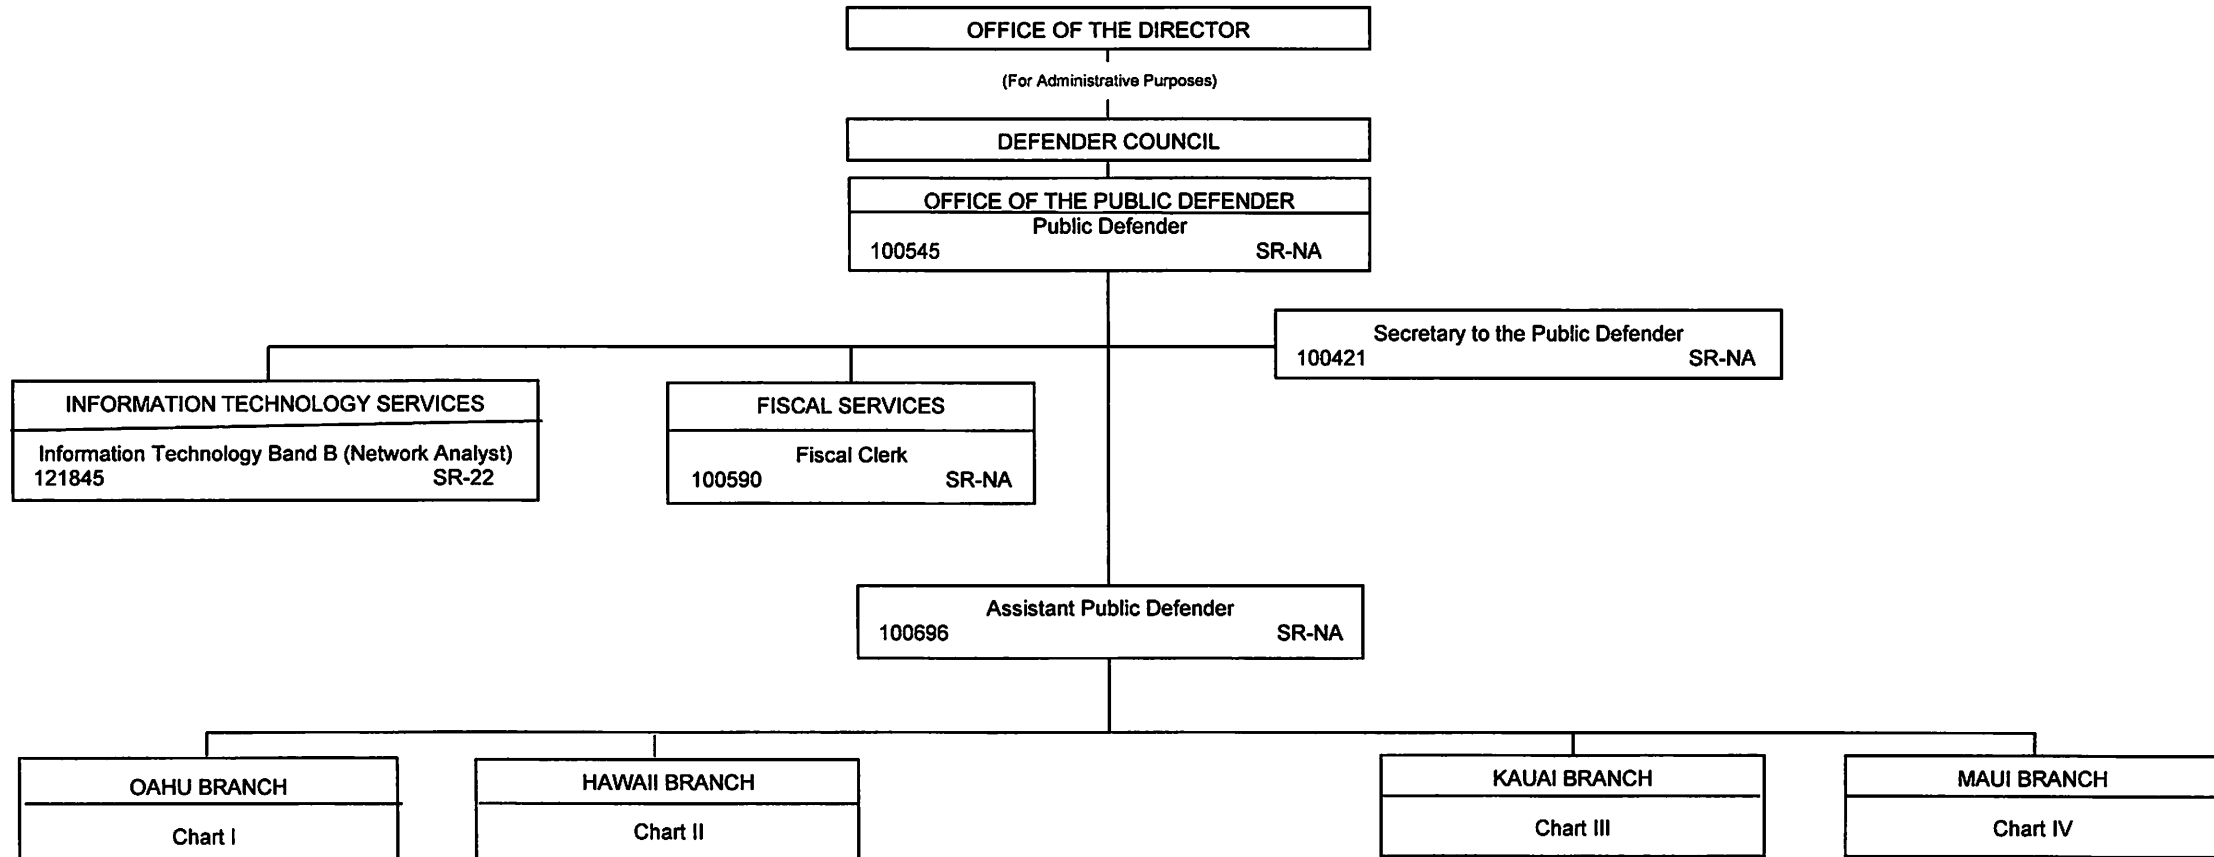 OFFICE OF THE DIRECTOR
(For Administrative Purposes)
DEFENDER COUNCIL
OFFICE OF THE PUBLIC DEFENDER
Public Defender
100545 SR-NA
Secretary to the Public Defender
100421 SR-NA
INFORMATION TECHNOLOGY SERVICES
Information Technology Band B (Network Analyst)
121845 SR-22
FISCAL SERVICES
Fiscal Clerk
100590 SR-NA
Assistant Public Defender
100696 SR-NA
OAHU BRANCH
Chart I
HAWAII BRANCH
Chart II
KAUAI BRANCH
Chart III
MAUI BRANCH
Chart IV